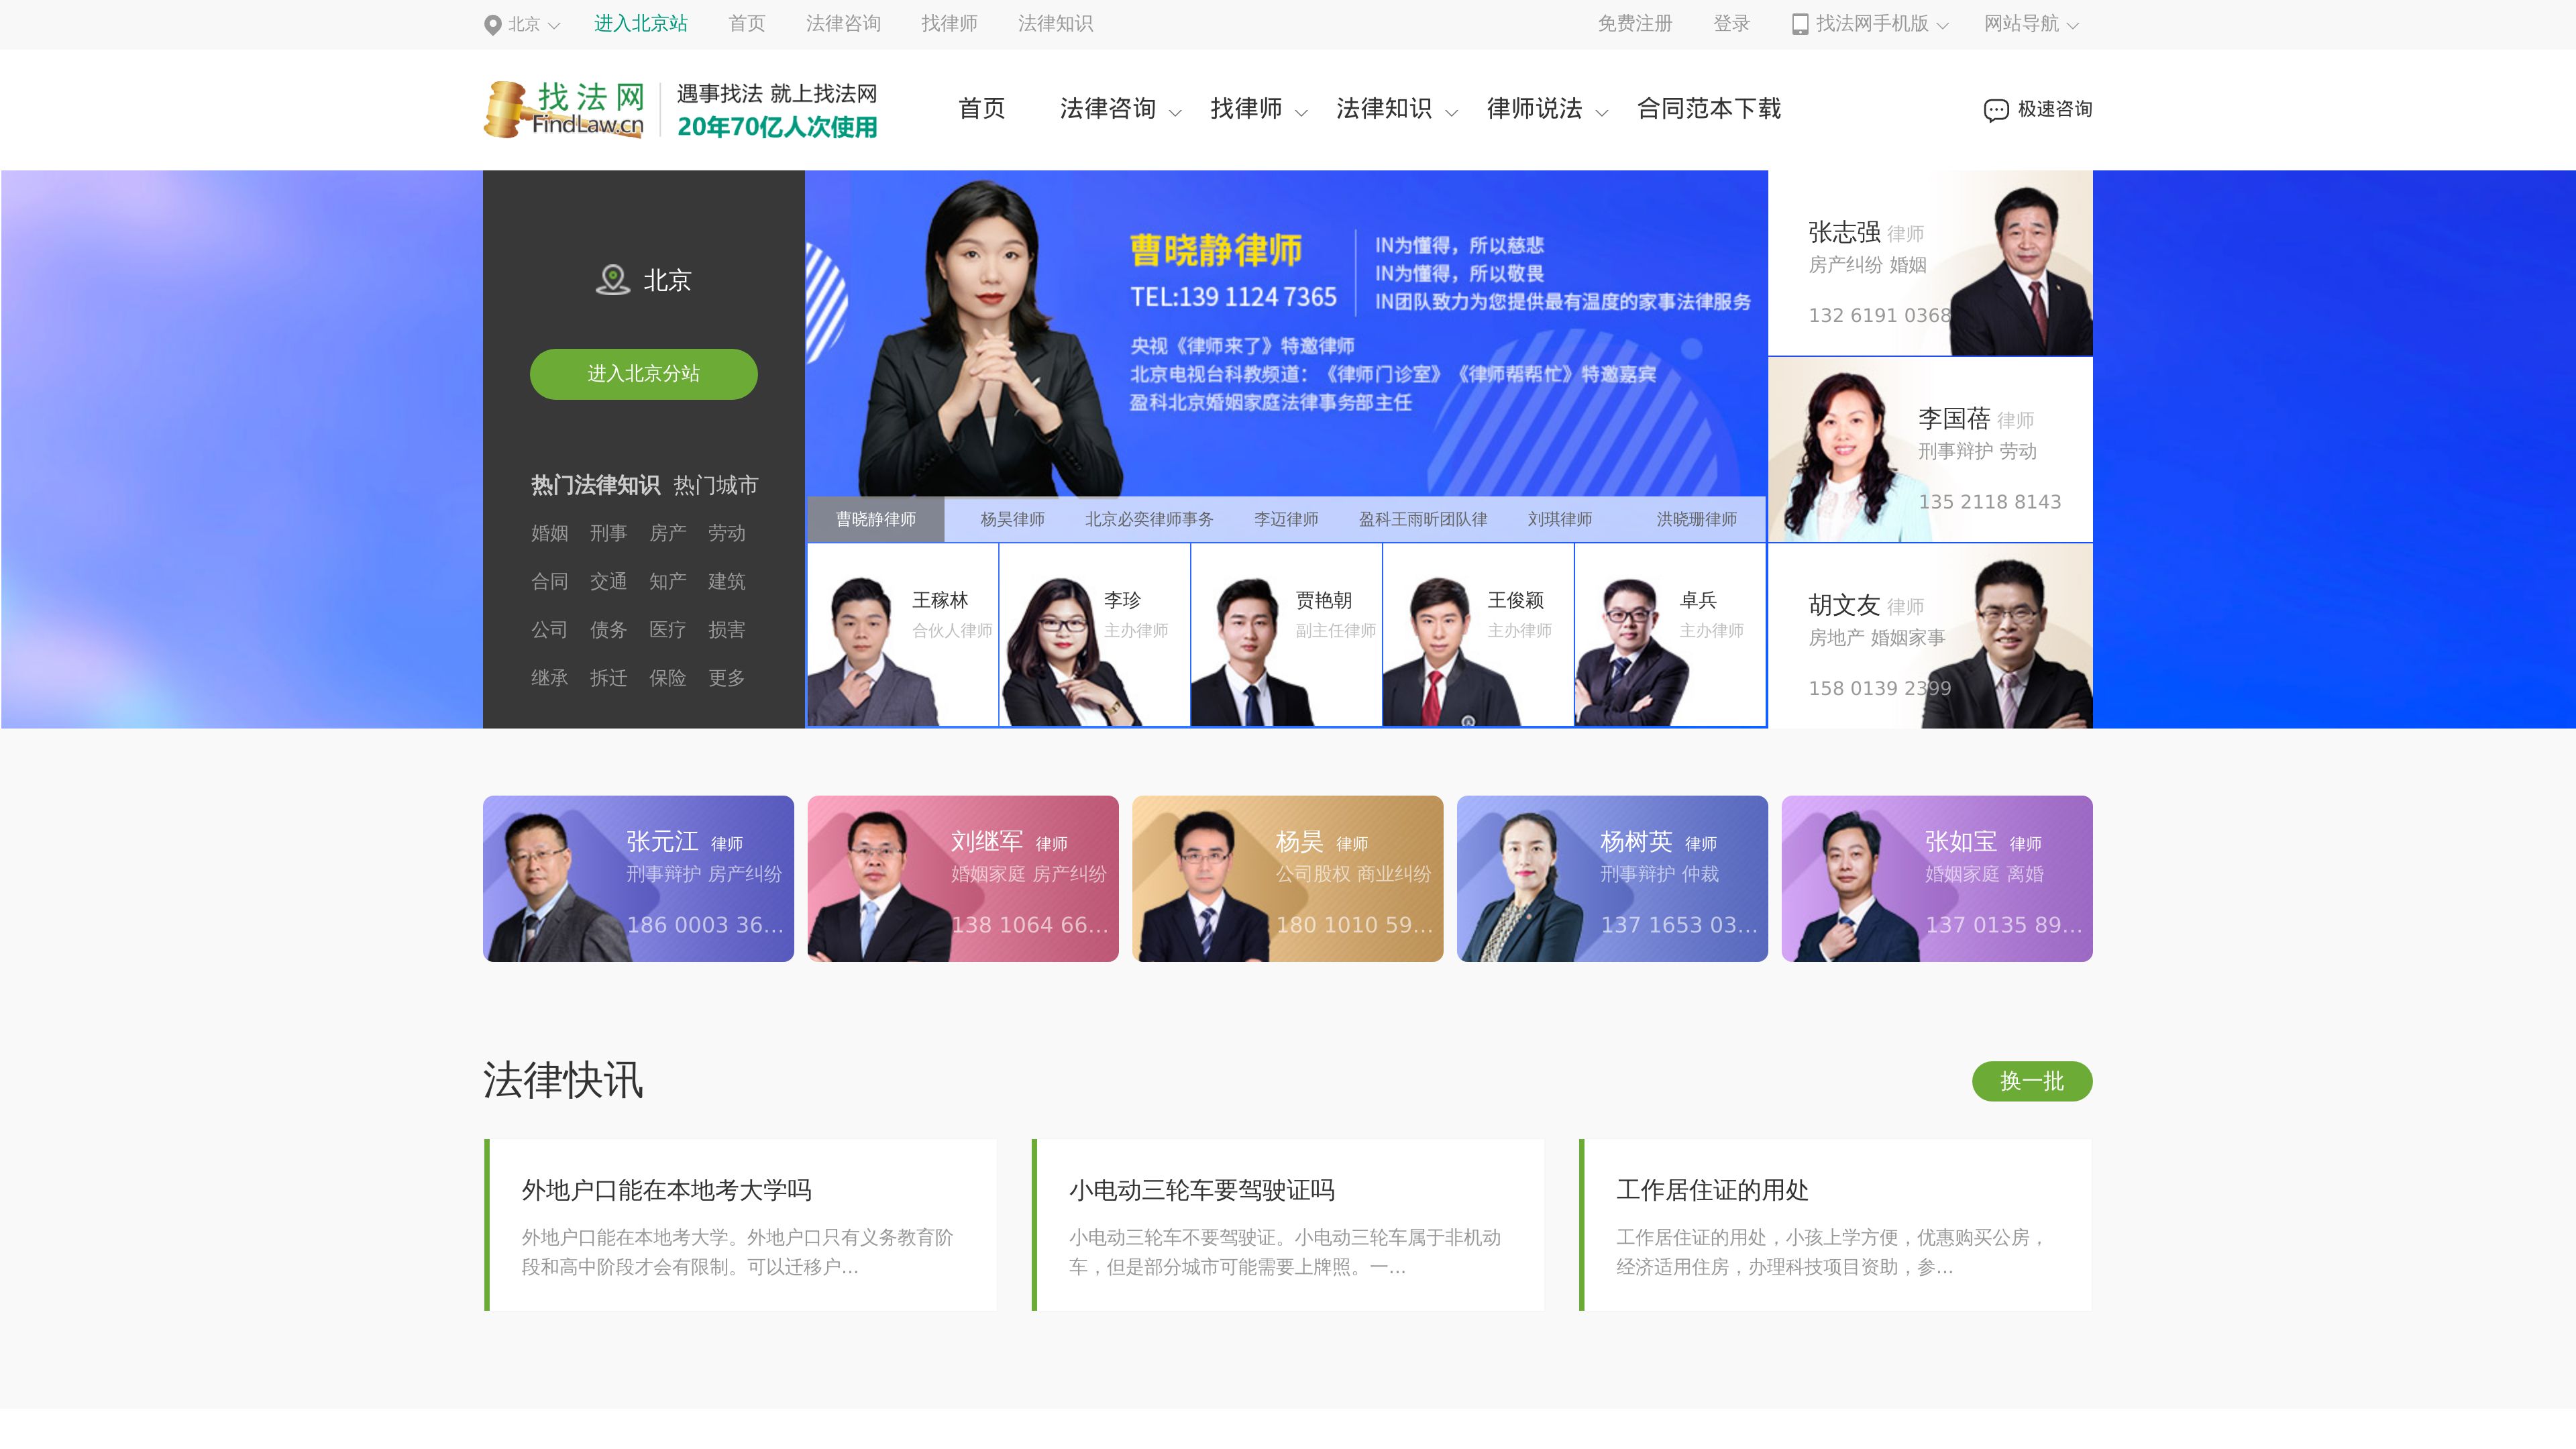 北京 进入北京站 首页 法律咨询 找律师 法律知识 免费注册 登录 找法网手机版 网站导航
找法网
FindLaw.cn
遇事找法 就上找法网
20年70亿人次使用
首页 法律咨询 找律师 法律知识 律师说法 合同范本下载 极速咨询
北京
进入北京分站
热门法律知识 热门城市
婚姻 刑事 房产 劳动
合同 交通 知产 建筑
公司 债务 医疗 损害
继承 拆迁 保险 更多
曹晓静律师
TEL:139 1124 7365
IN为懂得，所以慈悲
IN为懂得，所以敬畏
IN团队致力为您提供最有温度的家事法律服务
央视《律师来了》特邀律师
北京电视台科教频道：《律师门诊室》《律师帮帮忙》特邀嘉宾
盈科北京婚姻家庭法律事务部主任
曹晓静律师 杨昊律师 北京必奕律师事务 李迈律师 盈科王雨昕团队律 刘琪律师 洪晓珊律师
王稼林
合伙人律师
李珍
主办律师
贾艳朝
副主任律师
王俊颖
主办律师
卓兵
主办律师
张志强 律师
房产纠纷 婚姻
132 6191 0368
李国蓓 律师
刑事辩护 劳动
135 2118 8143
胡文友 律师
房地产 婚姻家事
158 0139 2399
张元江 律师
刑事辩护 房产纠纷
186 0003 36...
刘继军 律师
婚姻家庭 房产纠纷
138 1064 66...
杨昊 律师
公司股权 商业纠纷
180 1010 59...
杨树英 律师
刑事辩护 仲裁
137 1653 03...
张如宝 律师
婚姻家庭 离婚
137 0135 89...
法律快讯
换一批
外地户口能在本地考大学吗
外地户口能在本地考大学。外地户口只有义务教育阶
段和高中阶段才会有限制。可以迁移户...
小电动三轮车要驾驶证吗
小电动三轮车不要驾驶证。小电动三轮车属于非机动
车，但是部分城市可能需要上牌照。一...
工作居住证的用处
工作居住证的用处，小孩上学方便，优惠购买公房，
经济适用住房，办理科技项目资助，参...